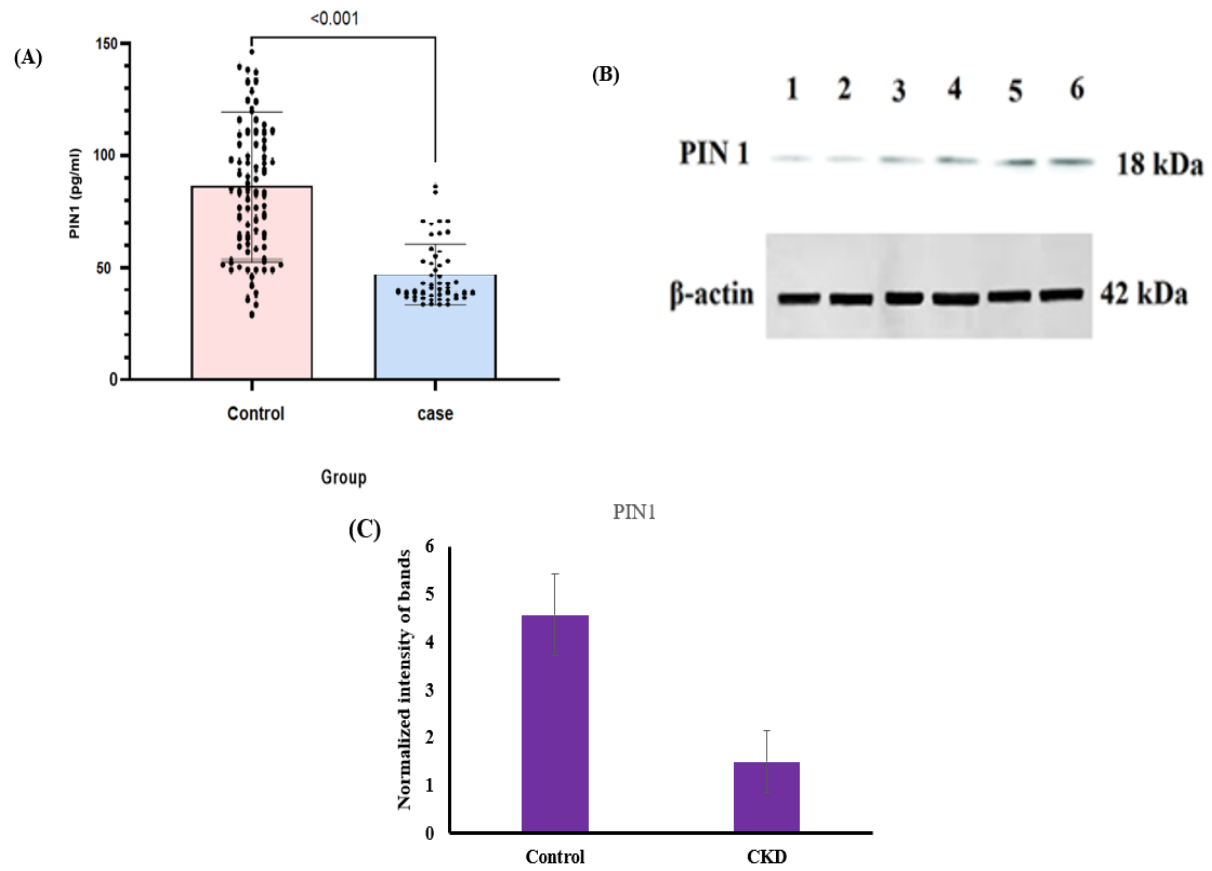 (A)
<0.001
PIN1 (pg/ml)
150
100
50
0
Control case
Group
(B)
1 2 3 4 5 6
PIN 1 18 kDa
β-actin 42 kDa
(C)
PIN1
Normalized intensity of bands
6
5
4
3
2
1
0
Control CKD